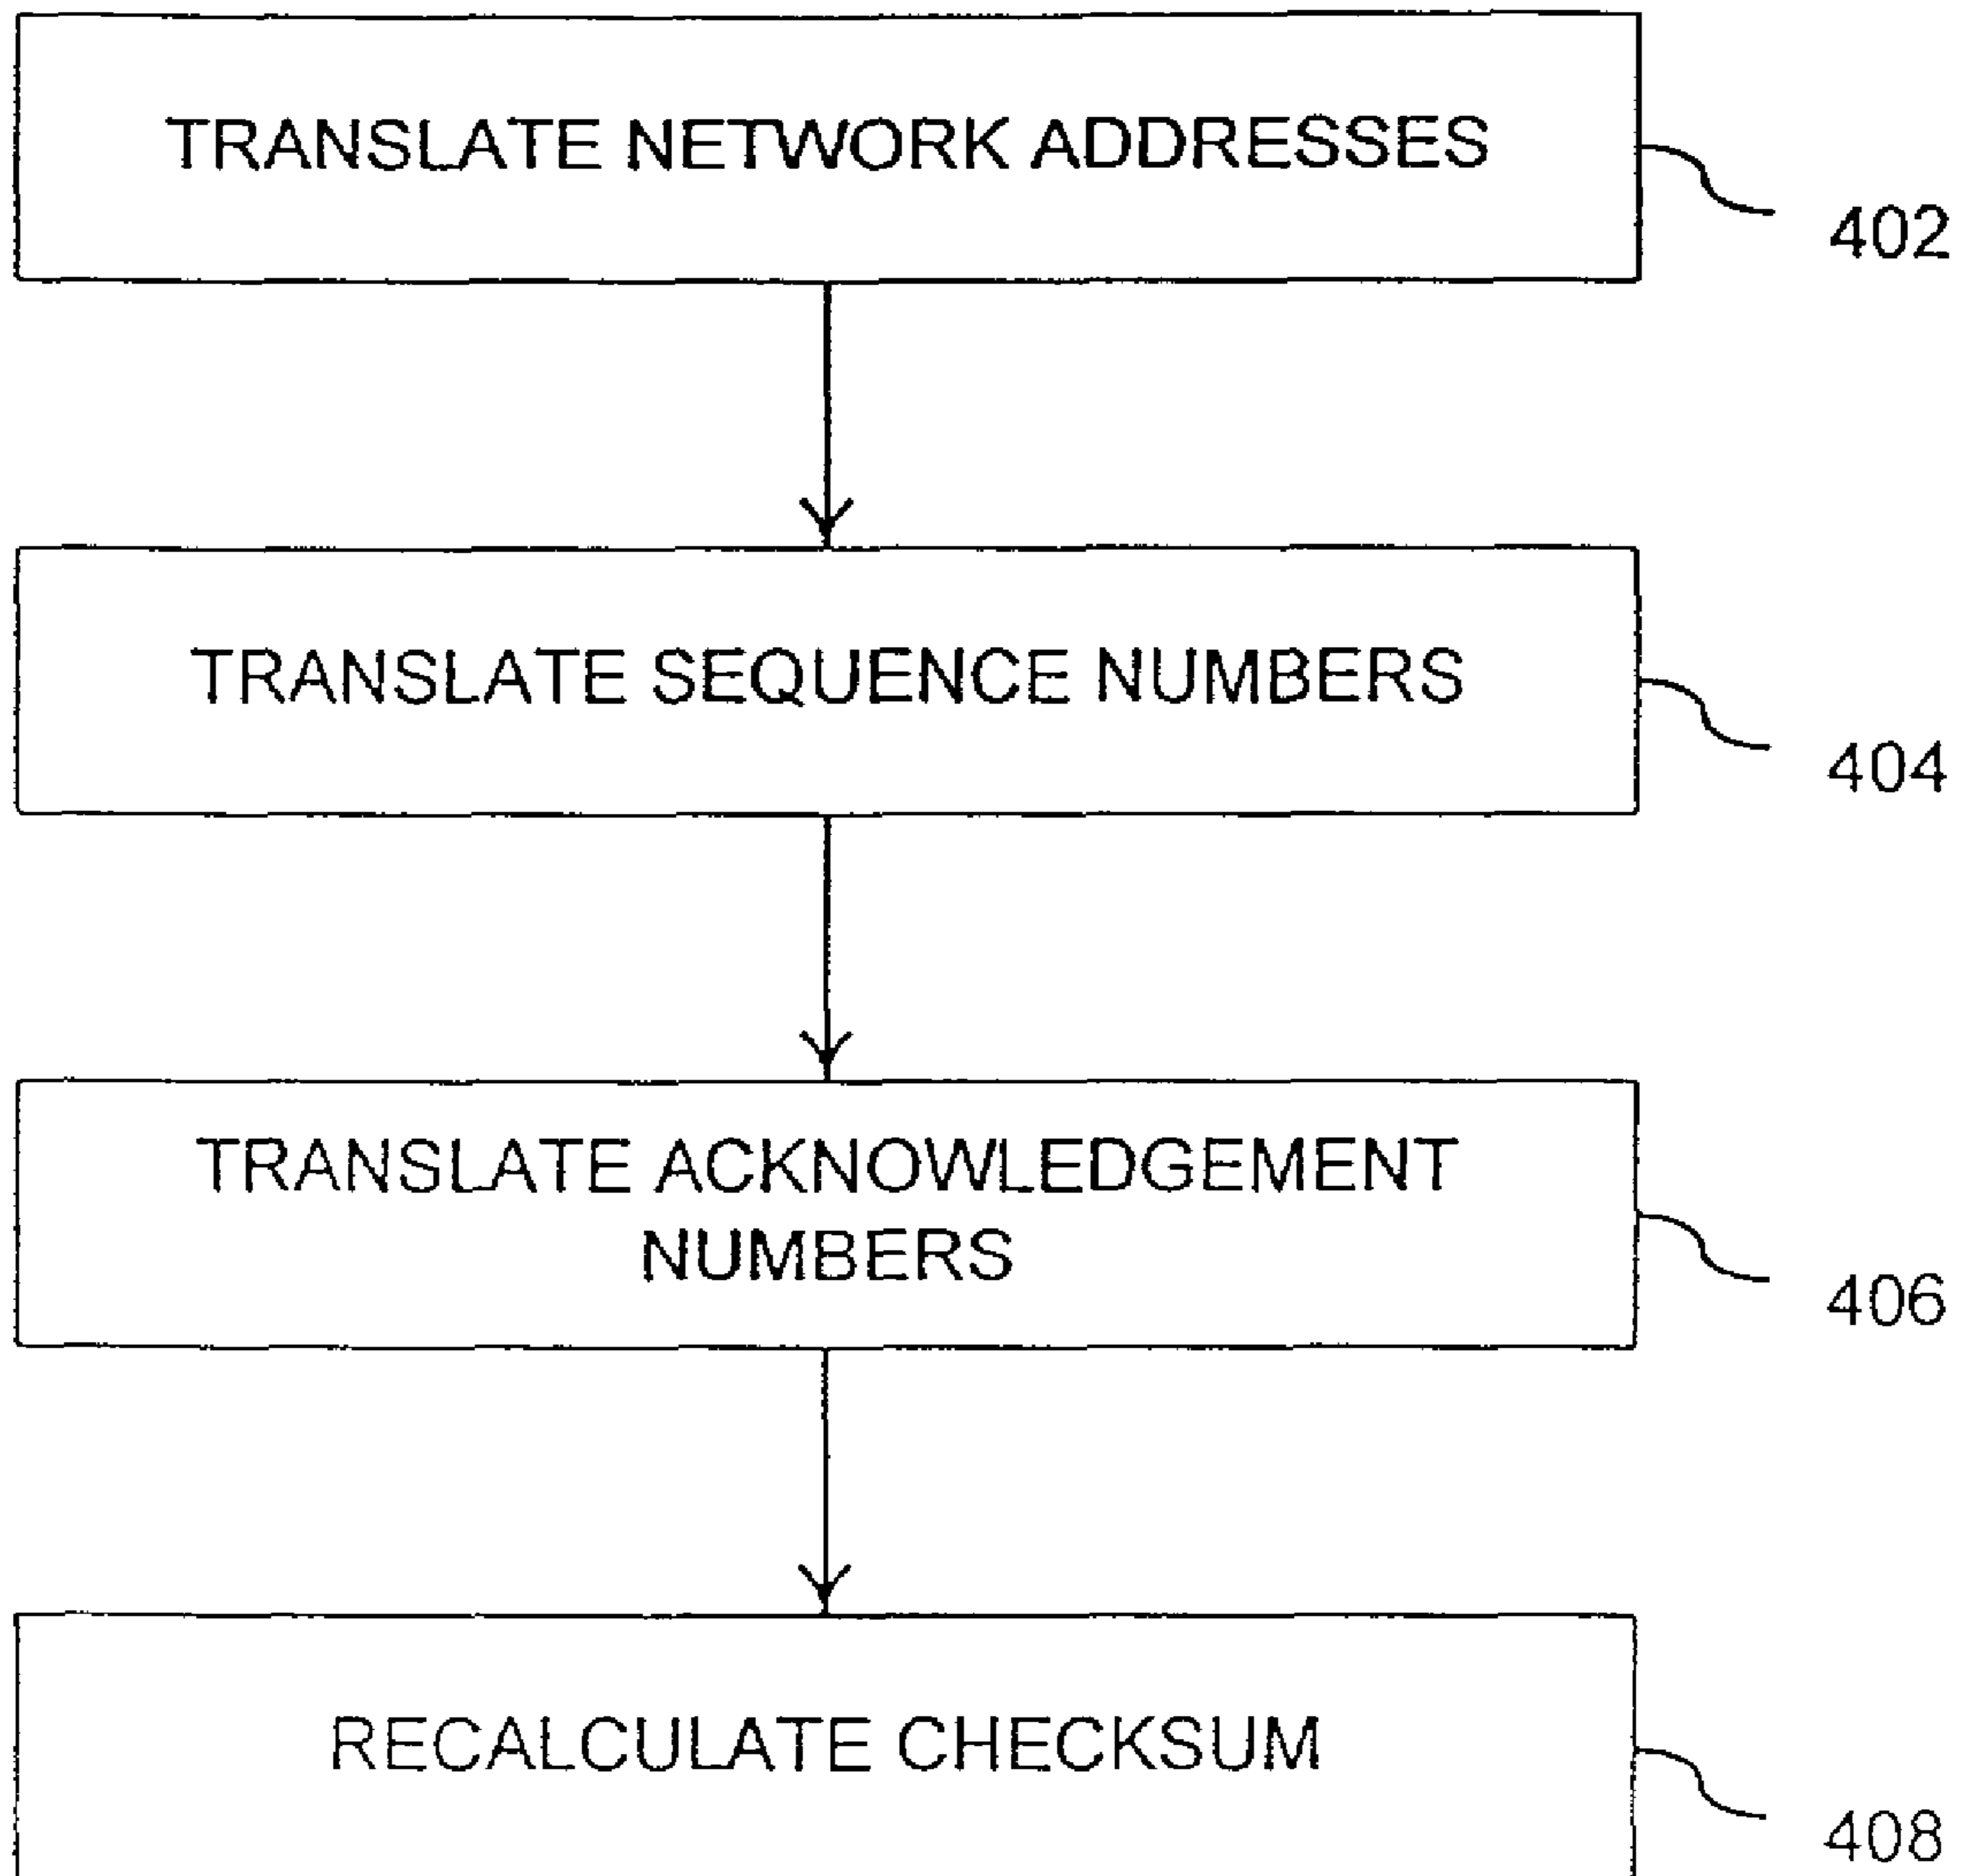 TRANSLATE NETWORK ADDRESSES
402
TRANSLATE SEQUENCE NUMBERS
404
TRANSLATE ACKNOWLEDGEMENT
NUMBERS
406
RECALCULATE CHECKSUM
408